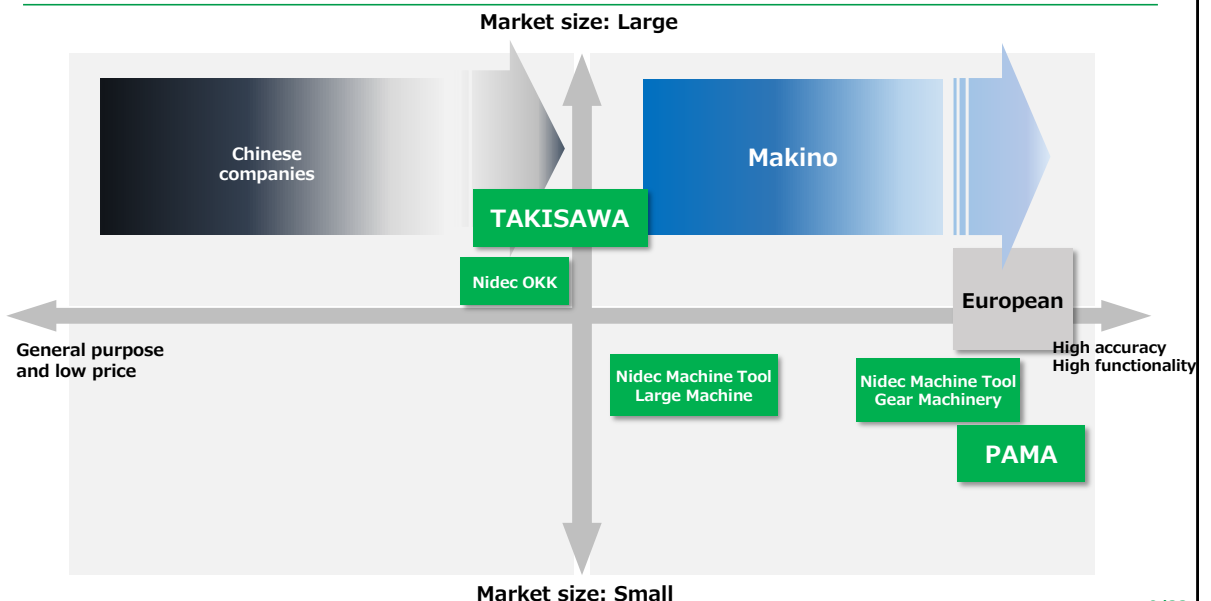 Market size: Large
Chinese
companies
Makino
TAKISAWA
Nidec OKK
European
General purpose
and low price
High accuracy
High functionality
Nidec Machine Tool
Large Machine
Nidec Machine Tool
Gear Machinery
PAMA
Market size: Small